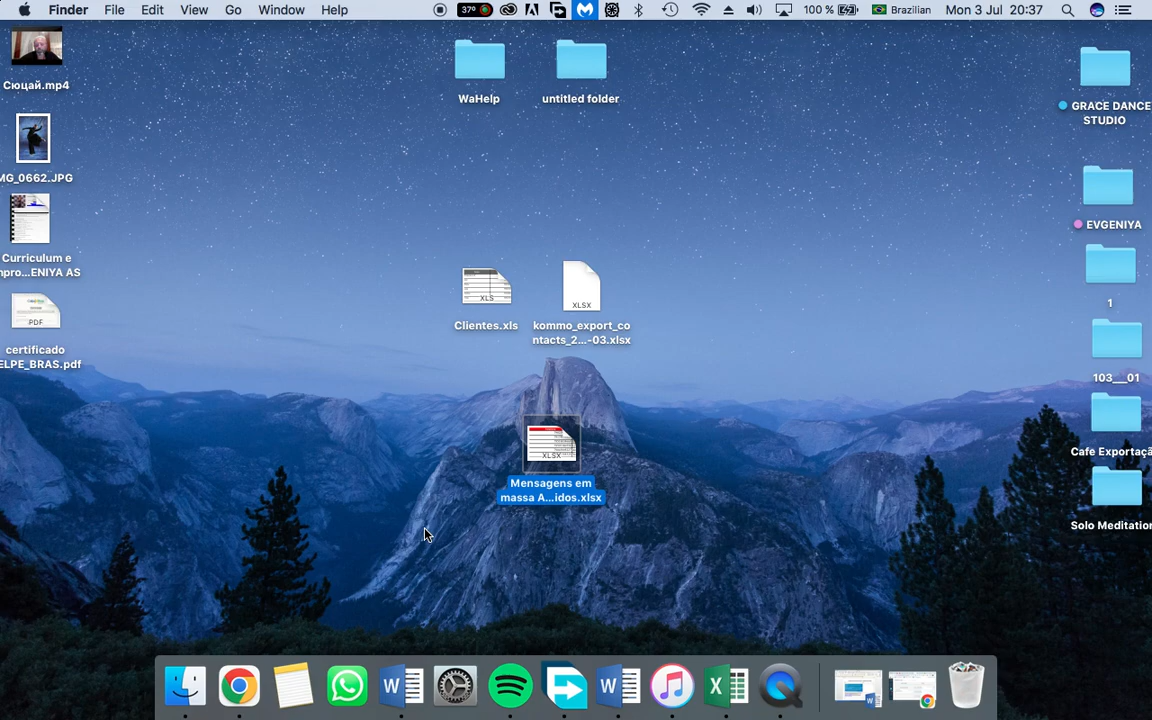 Finder File Edit View Go Window Help
37° 100 % Brazilian Mon 3 Jul 20:37
Сюцай.mp4
WaHelp
untitled folder
GRACE DANCE
STUDIO
MG_0662.JPG
EVGENIYA
Curriculum e
mpro...ENIYA AS
1
XLS
Clientes.xls
XLSX
kommo_export_co
ntacts_2...-03.xlsx
PDF
certificado
ELPE_BRAS.pdf
103__01
Cafe Exportaçã
XLSX
Mensagens em
massa A...idos.xlsx
Solo Meditation